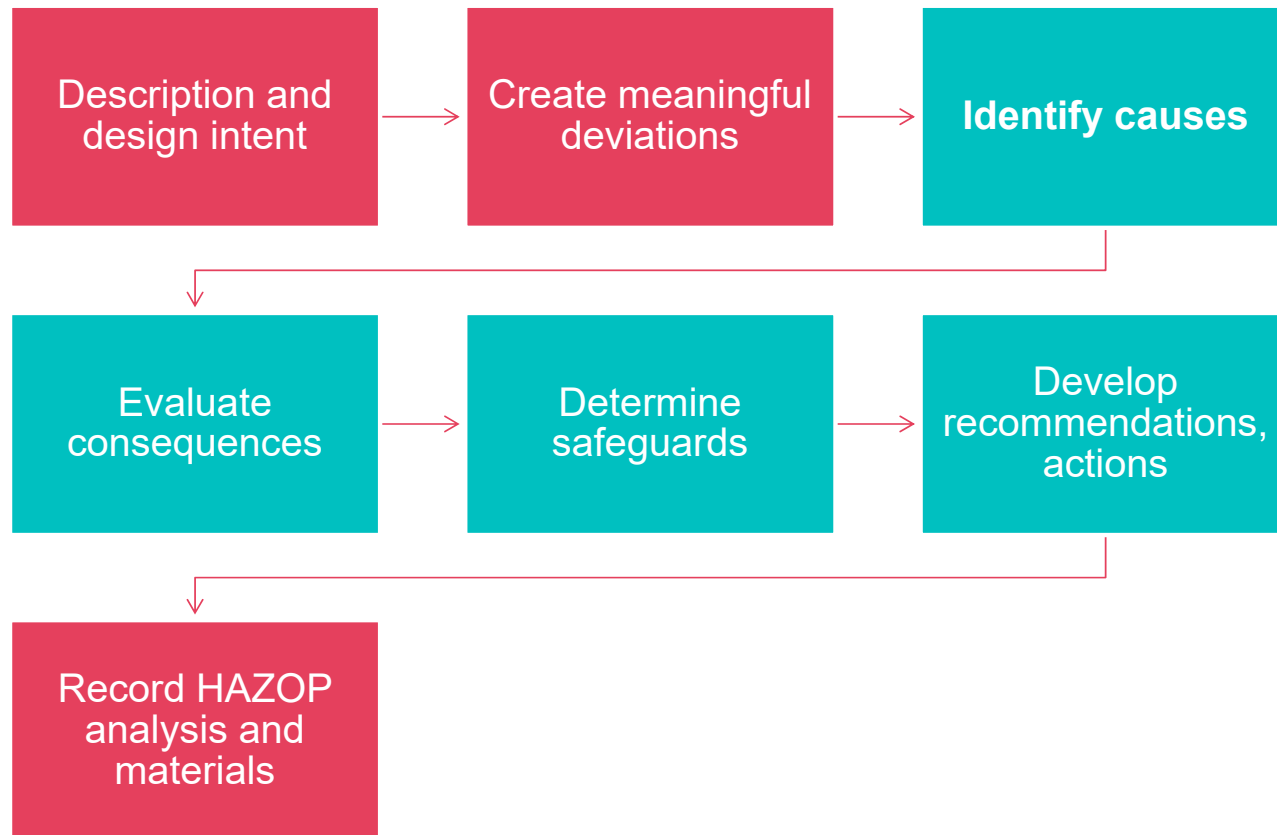 Description and
design intent
Create meaningful
deviations
Identify causes
Evaluate
consequences
Determine
safeguards
Develop
recommendations,
actions
Record HAZOP
analysis and
materials